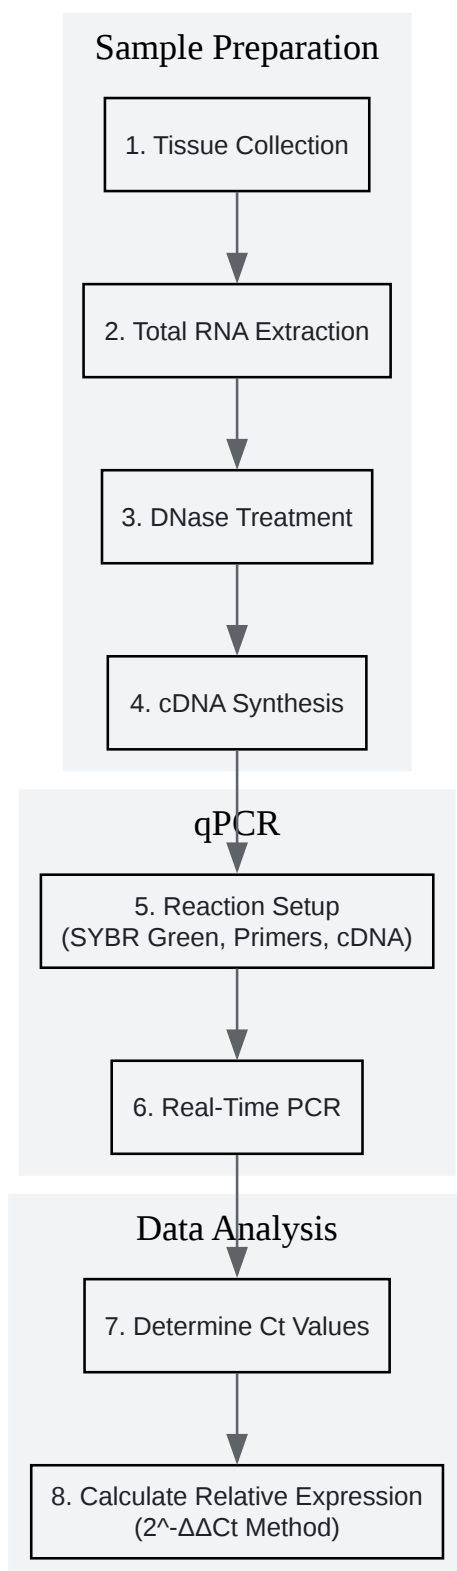 Sample Preparation
1. Tissue Collection
2. Total RNA Extraction
3. DNase Treatment
4. cDNA Synthesis
qPCR
5. Reaction Setup
(SYBR Green, Primers, cDNA)
6. Real-Time PCR
Data Analysis
7. Determine Ct Values
8. Calculate Relative Expression
(2^-ΔΔCt Method)